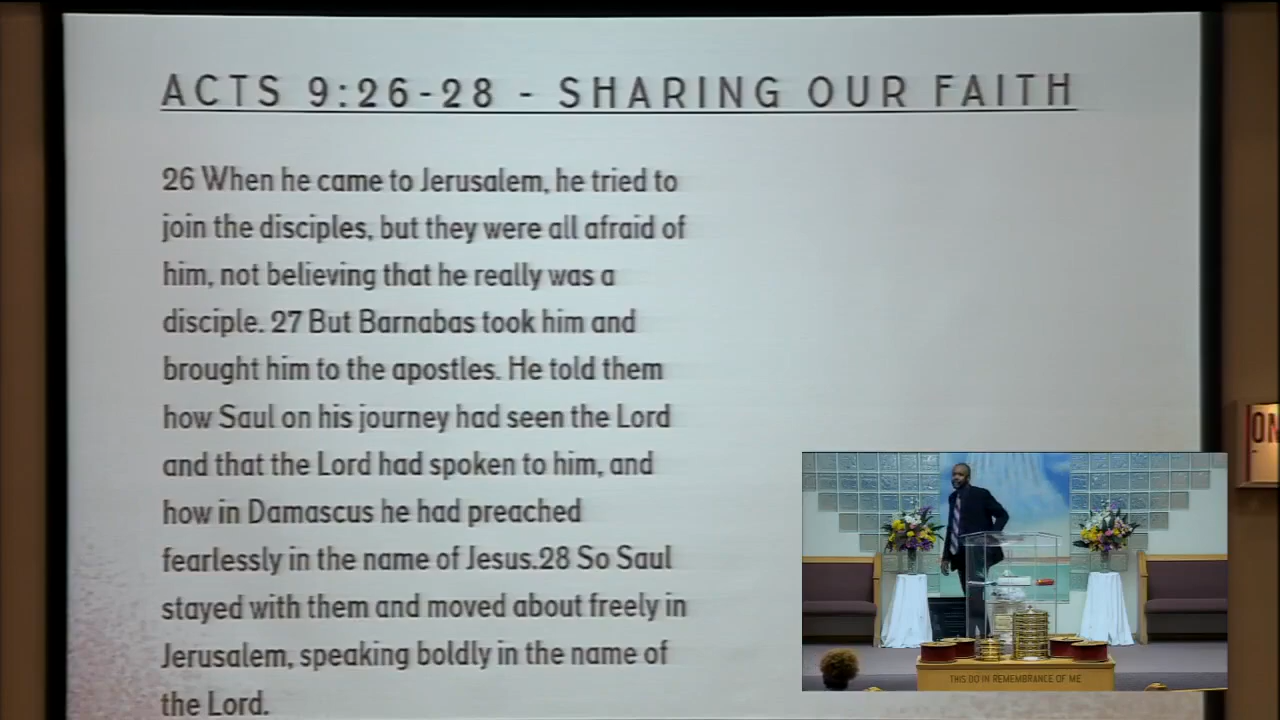 ACTS 9:26-28 - SHARING OUR FAITH
26 When he came to Jerusalem, he tried to
join the disciples, but they were all afraid of
him, not believing that he really was a
disciple. 27 But Barnabas took him and
brought him to the apostles. He told them
how Saul on his journey had seen the Lord
and that the Lord had spoken to him, and
how in Damascus he had preached
fearlessly in the name of Jesus.28 So Saul
stayed with them and moved about freely in
Jerusalem, speaking boldly in the name of
the Lord.
ON
THIS DO IN REMEMBRANCE OF ME